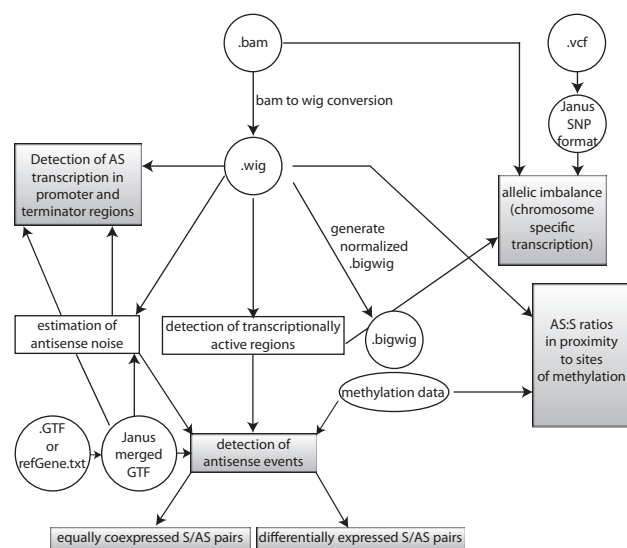 .bam
.vcf
bam to wig conversion
Janus
SNP
format
Detection of AS
transcription in
promoter and
terminator regions
.wig
allelic imbalance
(chromosome
specific
transcription)
generate
normalized
.bigwig
estimation of
antisense noise
detection of transcriptionally
active regions
.bigwig
AS:S ratios
in proximity
to sites
of methylation
methylation data
.GTF
or
refGene.txt
Janus
merged
GTF
detection of
antisense events
equally coexpressed S/AS pairs
differentially expressed S/AS pairs